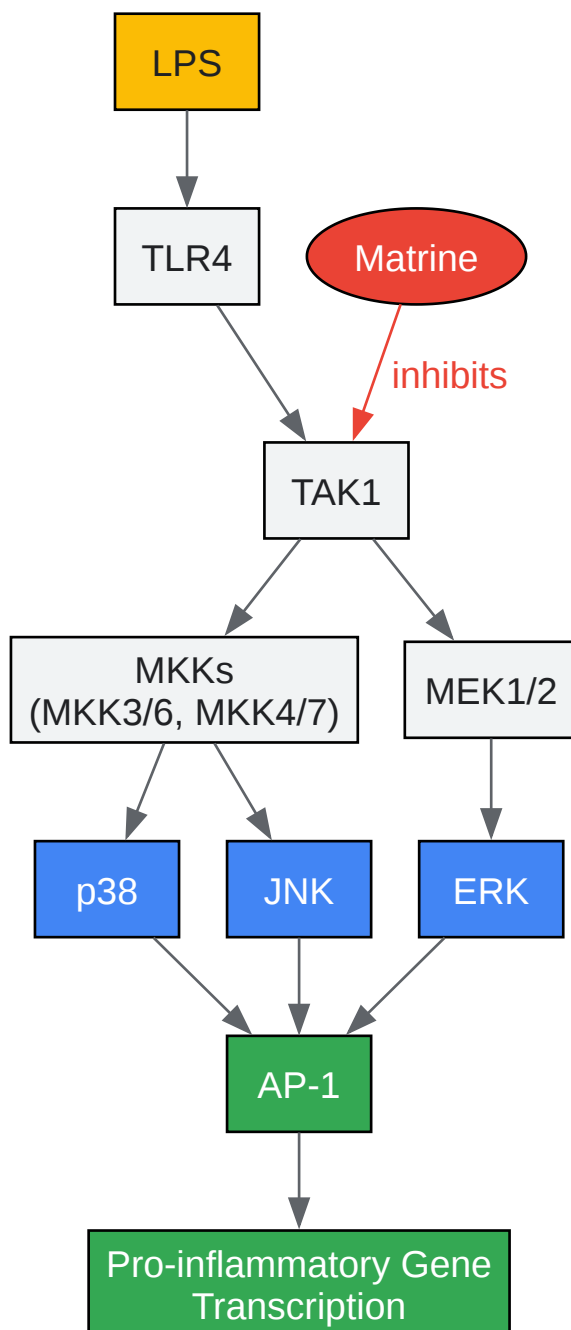 LPS
TLR4
Matrine
inhibits
TAK1
MKKs
(MKK3/6, MKK4/7)
MEK1/2
p38
JNK
ERK
AP-1
Pro-inflammatory Gene
Transcription